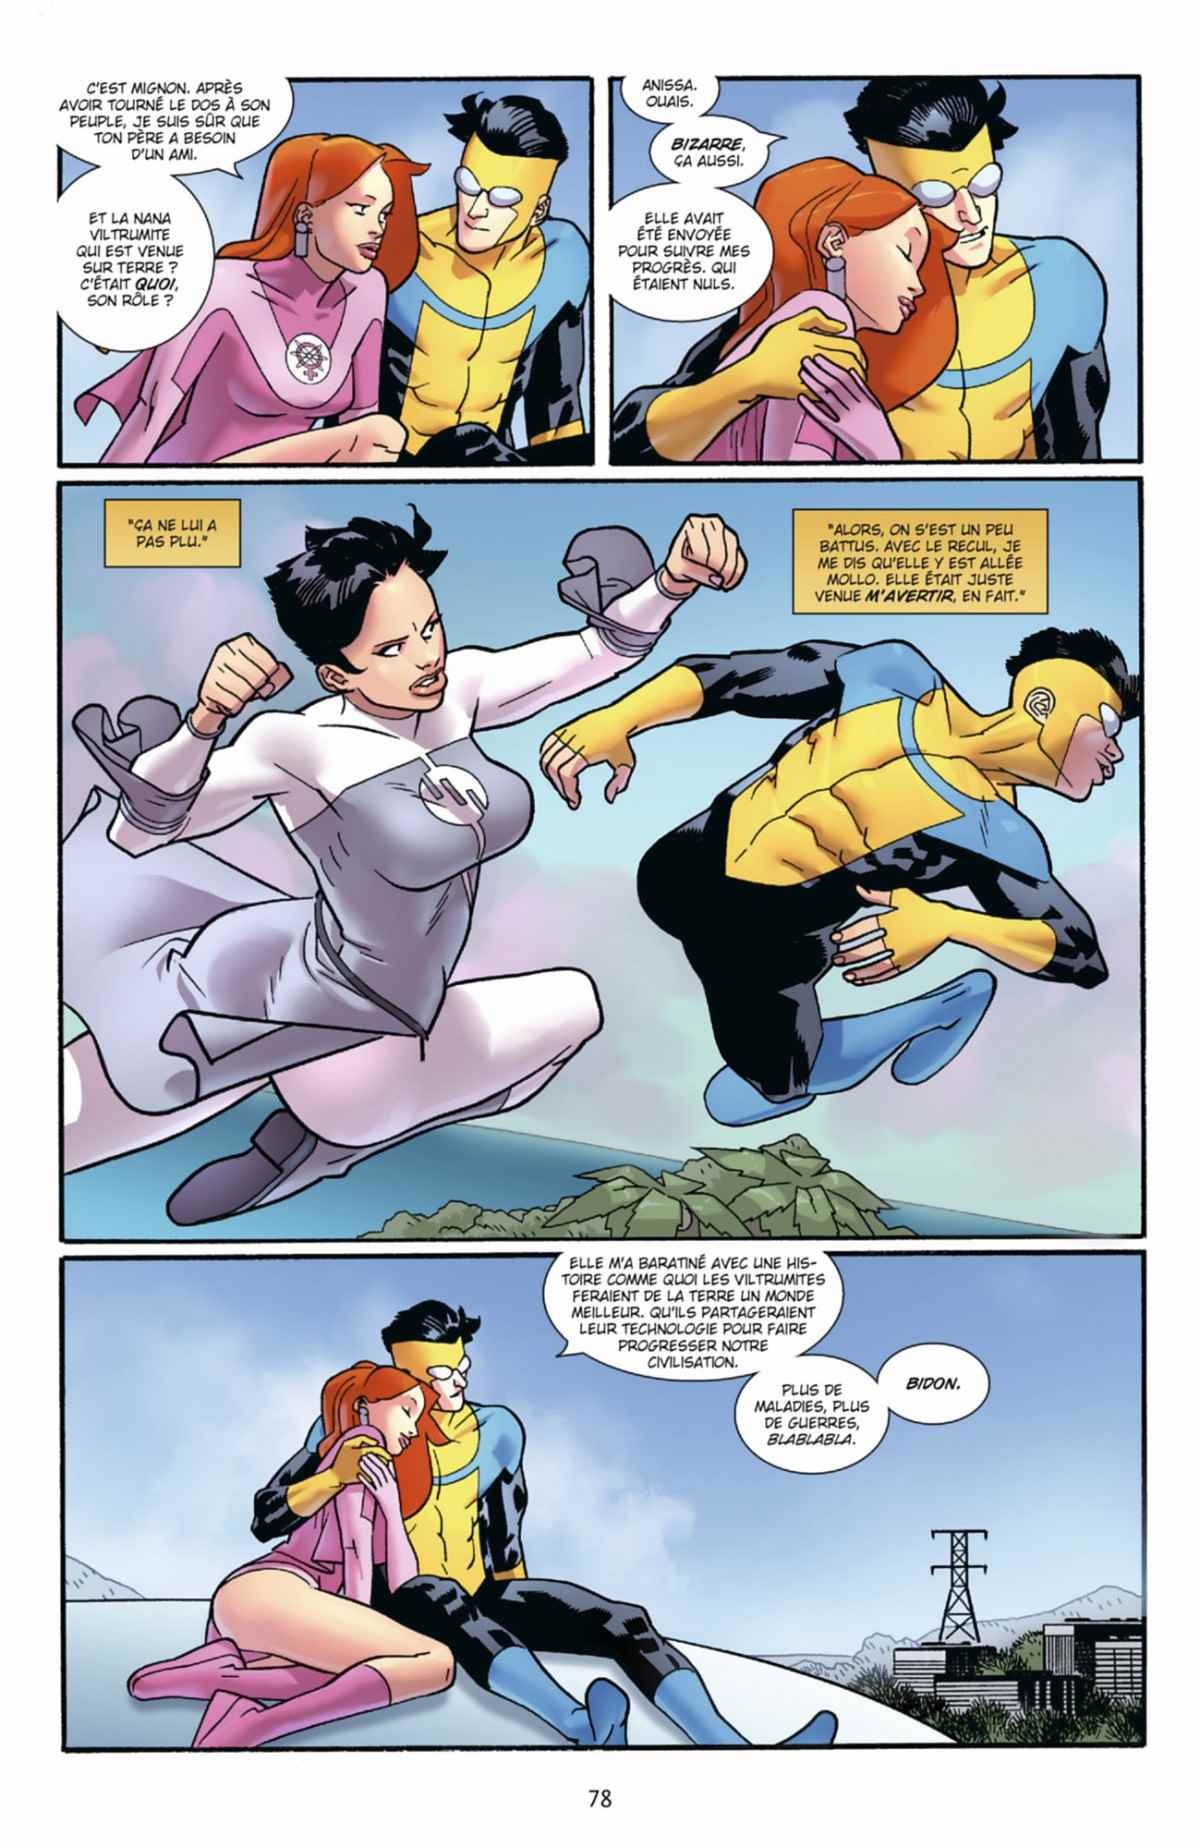 C'EST MIGNON. APRÈS
AVOIR TOURNÉ LE DOS À SON
PEUPLE, JE SUIS SÛR QUE
TON PÈRE A BESOIN
D'UN AMI.
ET LA NANA
VILTRUMITE
QUI EST VENUE
SUR TERRE ?
C'ÉTAIT QUOI,
SON RÔLE ?
ANISSA.
OUAIS.
BIZARRE,
ÇA AUSSI.
ELLE AVAIT
ÉTÉ ENVOYÉE
POUR SUIVRE MES
PROGRÈS. QUI
ÉTAIENT NULS.
"ÇA NE LUI A
PAS PLU."
"ALORS, ON S'EST UN PEU
BATTUS. AVEC LE RECUL, JE
ME DIS QU'ELLE Y EST ALLÉE
MOLLO. ELLE ÉTAIT JUSTE
VENUE M'AVERTIR, EN FAIT."
ELLE M'A BARATINÉ AVEC UNE HIS-
TOIRE COMME QUOI LES VILTRUMITES
FERAIENT DE LA TERRE UN MONDE
MEILLEUR. QU'ILS PARTAGERAIENT
LEUR TECHNOLOGIE POUR FAIRE
PROGRESSER NOTRE
CIVILISATION.
PLUS DE
MALADIES, PLUS
DE GUERRES,
BLABLABLA.
BIDON.
78